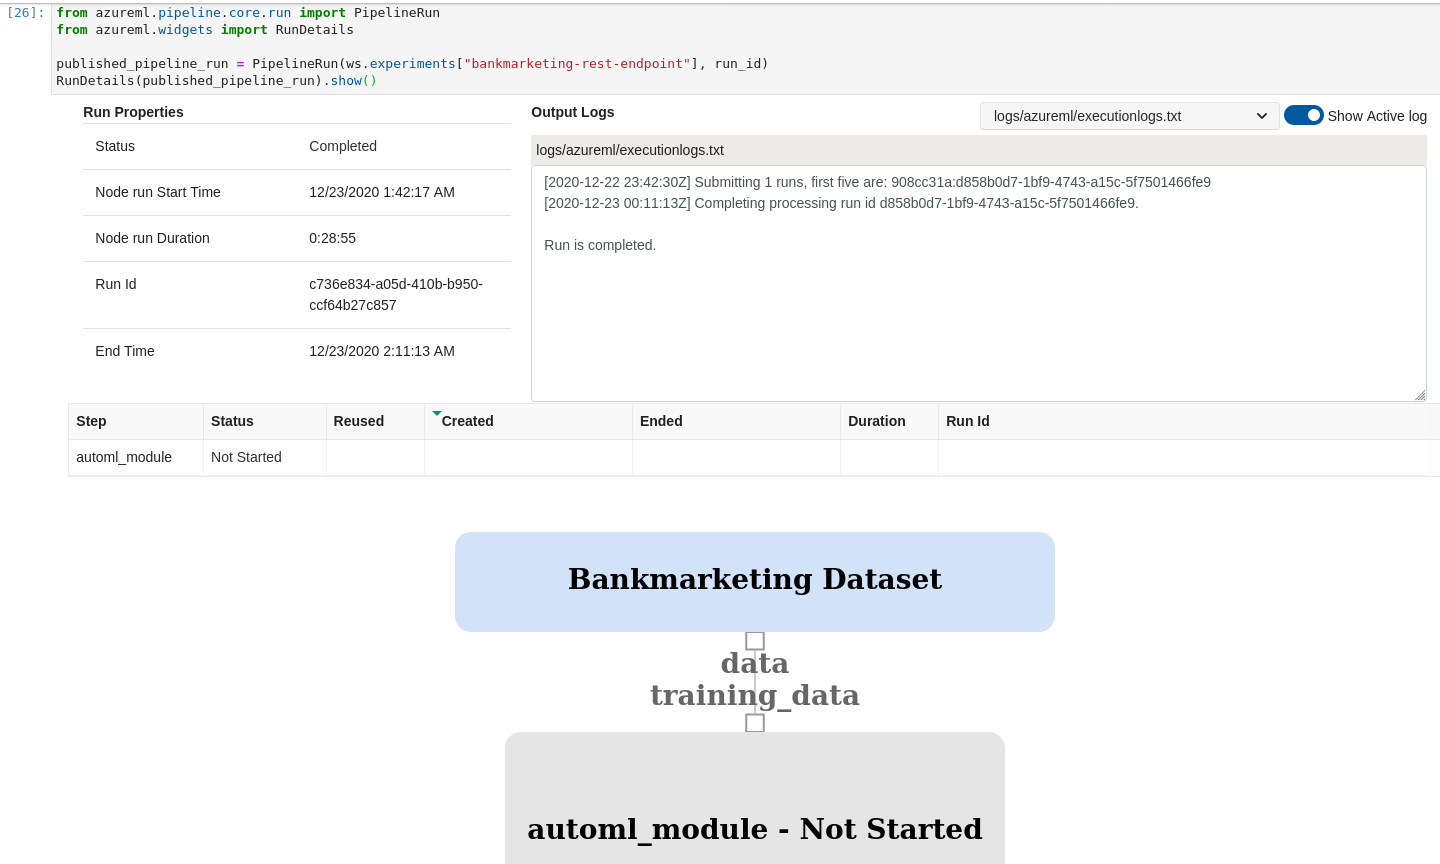 [26]: from azureml.pipeline.core.run import PipelineRun
from azureml.widgets import RunDetails
published_pipeline_run = PipelineRun(ws.experiments["bankmarketing-rest-endpoint"], run_id)
RunDetails(published_pipeline_run).show()
Run Properties
Status Completed
Node run Start Time 12/23/2020 1:42:17 AM
Node run Duration 0:28:55
Run Id c736e834-a05d-410b-b950-
ccf64b27c857
End Time 12/23/2020 2:11:13 AM
Output Logs
logs/azureml/executionlogs.txt Show Active log
logs/azureml/executionlogs.txt
[2020-12-22 23:42:30Z] Submitting 1 runs, first five are: 908cc31a:d858b0d7-1bf9-4743-a15c-5f7501466fe9
[2020-12-23 00:11:13Z] Completing processing run id d858b0d7-1bf9-4743-a15c-5f7501466fe9.
Run is completed.
Step Status Reused Created Ended Duration Run Id
automl_module Not Started
Bankmarketing Dataset
data
training_data
automl_module - Not Started